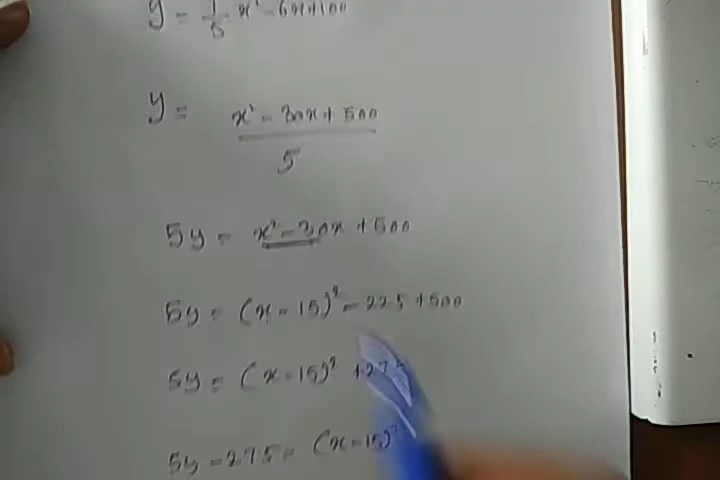 y = 1/5 x² - 6x + 100
y = x² - 30x + 500 / 5
5y = x² - 30x + 500
5y = (x - 15)² - 225 + 500
5y = (x - 15)² + 275
5y - 275 = (x - 15)²